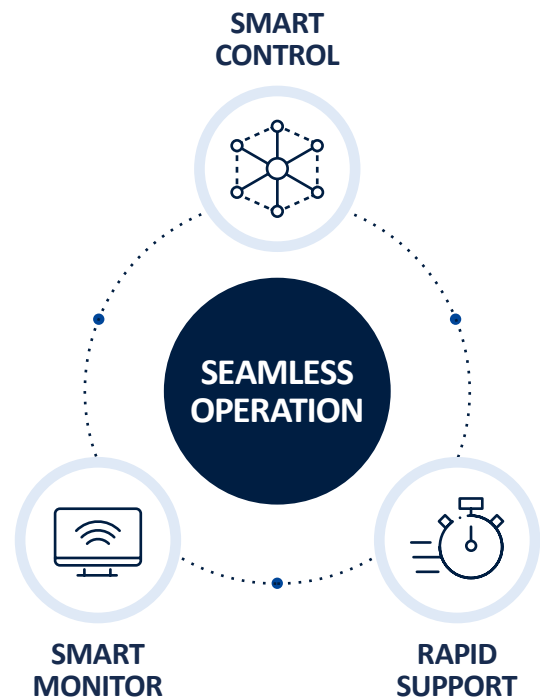 SMART
CONTROL
SEAMLESS
OPERATION
SMART
MONITOR
RAPID
SUPPORT